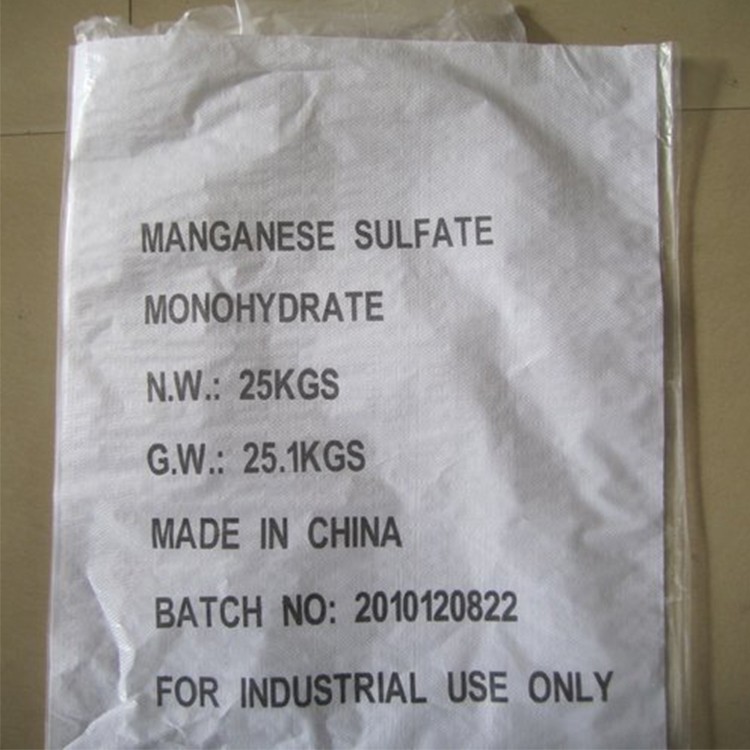 MANGANESE SULFATE
MONOHYDRATE
N.W.: 25KGS
G.W.: 25.1KGS
MADE IN CHINA
BATCH NO: 2010120822
FOR INDUSTRIAL USE ONLY